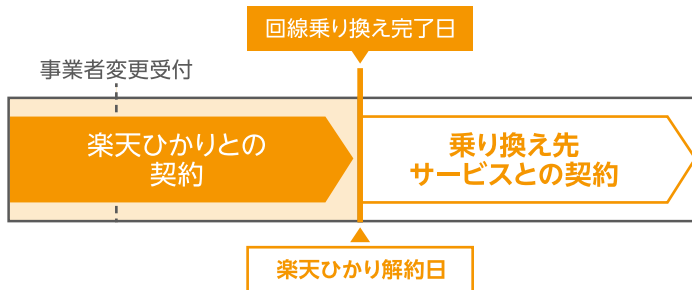 回線乗り換え完了日
事業者変更受付
楽天ひかりとの
契約
乗り換え先
サービスとの契約
楽天ひかり解約日